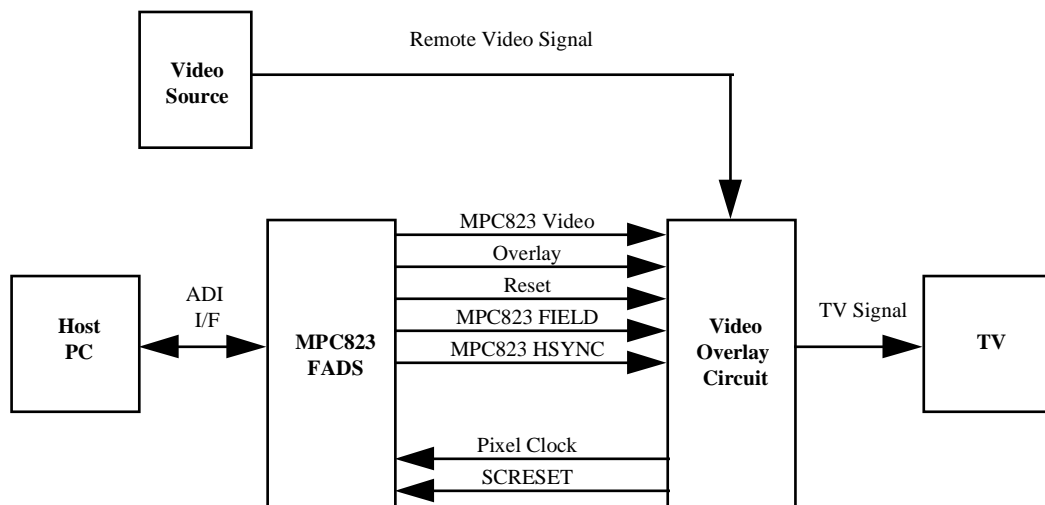 Remote Video Signal
Video
Source
MPC823 Video
Overlay
Reset
MPC823 FIELD
MPC823 HSYNC
ADI
I/F
Host
PC
MPC823
FADS
Video
Overlay
Circuit
TV Signal
TV
Pixel Clock
SCRESET